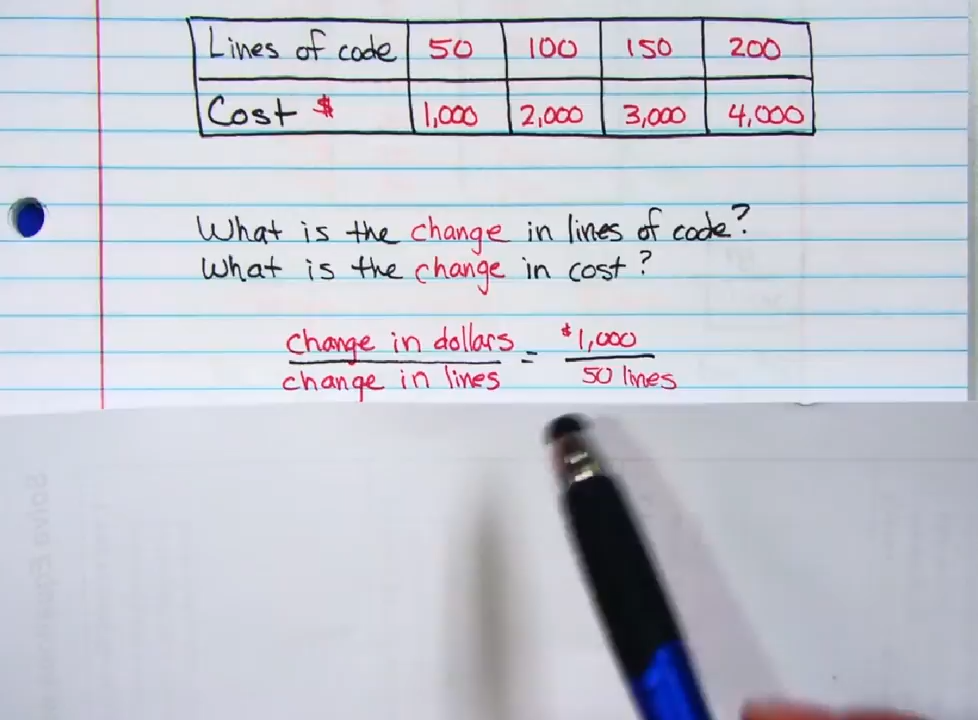 Lines of code 50 100 150 200
Cost $ 1,000 2,000 3,000 4,000
What is the change in lines of code?
What is the change in cost?
change in dollars / change in lines = $1,000 / 50 lines